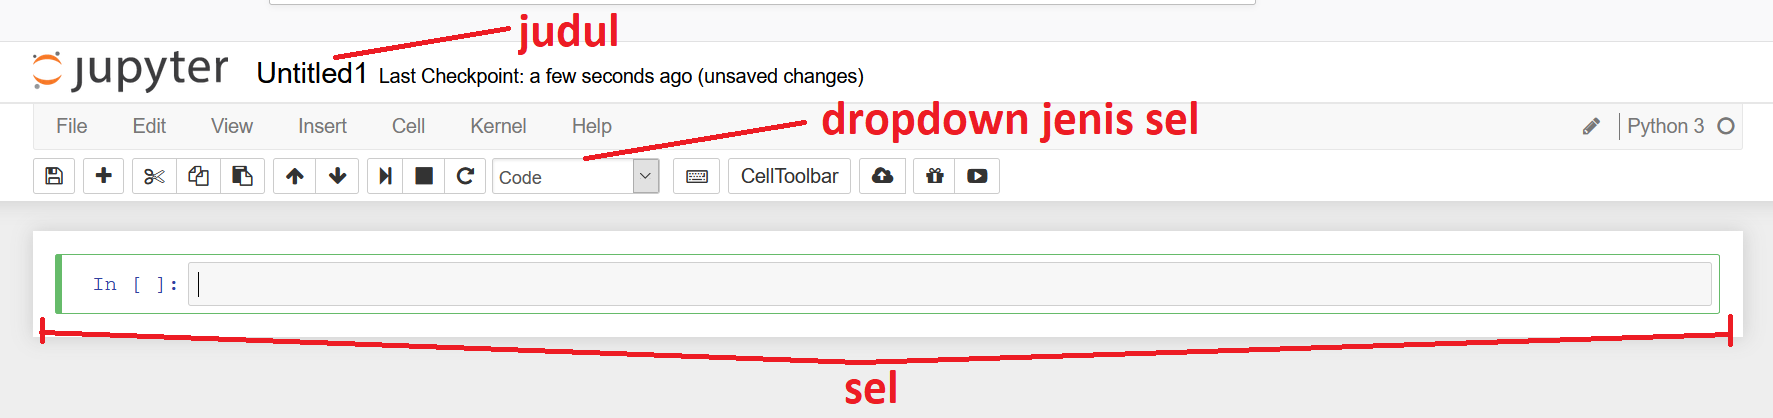 judul
jupyter Untitled1 Last Checkpoint: a few seconds ago (unsaved changes)
dropdown jenis sel
File Edit View Insert Cell Kernel Help Python 3
Code CellToolbar
In [ ]:
sel